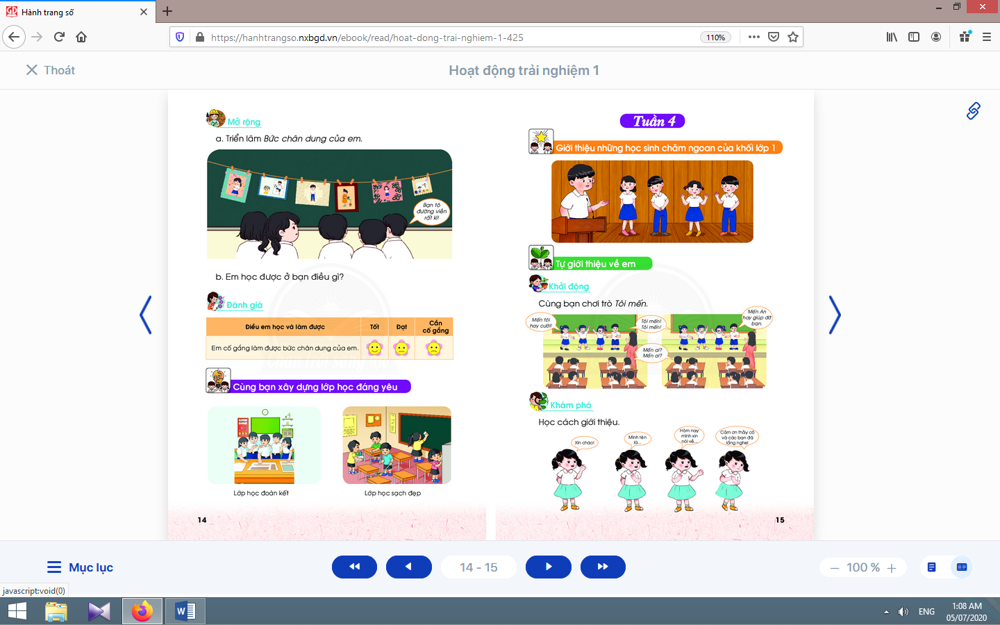 Hành trang số
https://hanhtrangso.nxbgd.vn/ebook/read/hoat-dong-trai-nghiem-1-425
110%
Thoát
Hoạt động trải nghiệm 1
Mở rộng
a. Triển lãm Bức chân dung của em.
Bạn tô
đường viền
rất kĩ!
b. Em học được ở bạn điều gì?
Đánh giá
Điều em học và làm được
Tốt
Đạt
Cần
cố gắng
Em cố gắng làm được bức chân dung của em.
Cùng bạn xây dựng lớp học đáng yêu
Lớp học đoàn kết
Lớp học sạch đẹp
14
Tuần 4
Giới thiệu những học sinh chăm ngoan của khối lớp 1
Tự giới thiệu về em
Khởi động
Cùng bạn chơi trò Tôi mến.
Mến tôi
hay cười!
Tôi mến!
Tôi mến!
Mến ai?
Mến ai?
Mến An
hay giúp đỡ
bạn.
Khám phá
Học cách giới thiệu.
Xin chào!
Mình tên
là...
Hôm nay
mình xin
nói về...
Cảm ơn thầy cô
và các bạn đã
lắng nghe!
15
Mục lục
14 - 15
100 %
javascript:void(0)
ENG
1:08 AM
05/07/2020